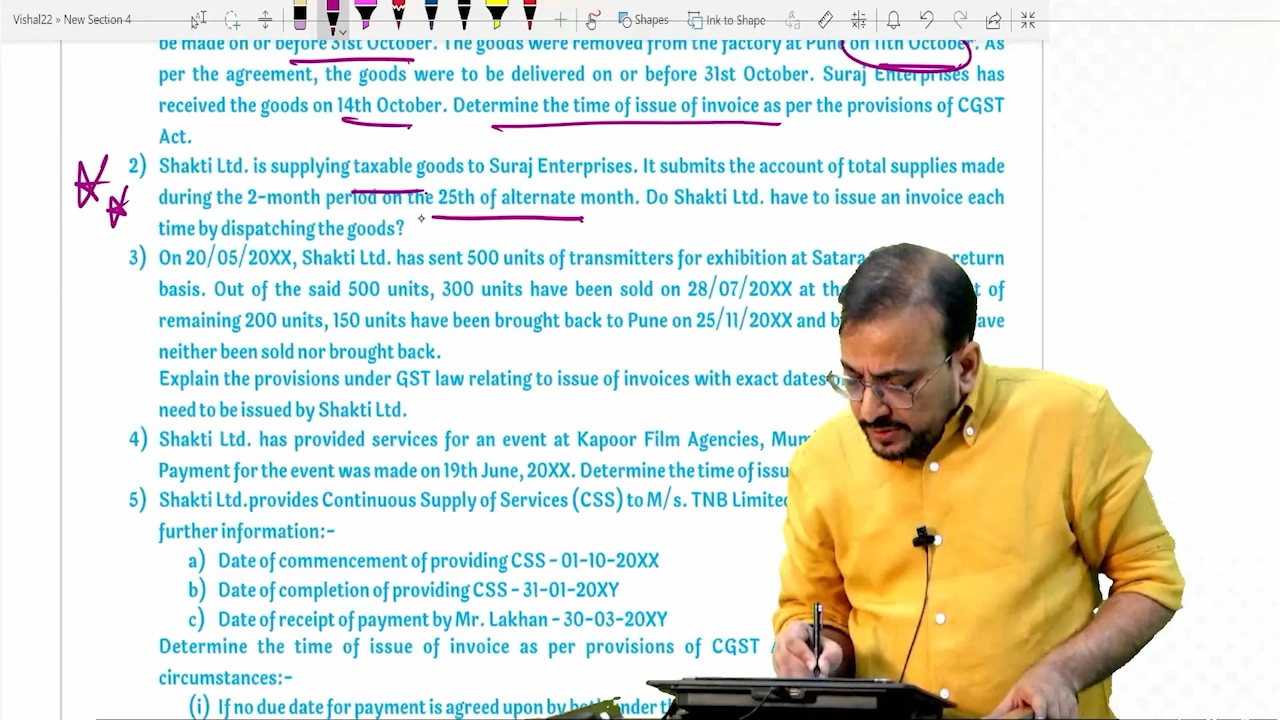 Vishal22 » New Section 4
Shapes
Ink to Shape
be made on or before 31st October. The goods were removed from the factory at Pune on 11th October. As
per the agreement, the goods were to be delivered on or before 31st October. Suraj Enterprises has
received the goods on 14th October. Determine the time of issue of invoice as per the provisions of CGST
Act.
2) Shakti Ltd. is supplying taxable goods to Suraj Enterprises. It submits the account of total supplies made
during the 2-month period on the 25th of alternate month. Do Shakti Ltd. have to issue an invoice each
time by dispatching the goods?
3) On 20/05/20XX, Shakti Ltd. has sent 500 units of transmitters for exhibition at Satara return
basis. Out of the said 500 units, 300 units have been sold on 28/07/20XX at of
remaining 200 units, 150 units have been brought back to Pune on 25/11/20XX and
neither been sold nor brought back.
Explain the provisions under GST law relating to issue of invoices with exact dates
need to be issued by Shakti Ltd.
4) Shakti Ltd. has provided services for an event at Kapoor Film Agencies,
Payment for the event was made on 19th June, 20XX. Determine the time of
5) Shakti Ltd.provides Continuous Supply of Services (CSS) to M/s. TNB Limited
further information:-
a) Date of commencement of providing CSS - 01-10-20XX
b) Date of completion of providing CSS - 31-01-20XY
c) Date of receipt of payment by Mr. Lakhan - 30-03-20XY
Determine the time of issue of invoice as per provisions of CGST
circumstances:-
(i) If no due date for payment is agreed upon by both under